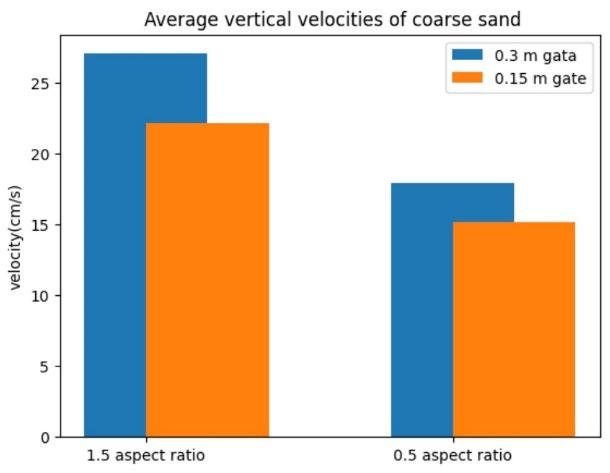 Average vertical velocities of coarse sand
0.3 m gata
0.15 m gate
velocity(cm/s)
25
20
15
10
5
0
1.5 aspect ratio
0.5 aspect ratio